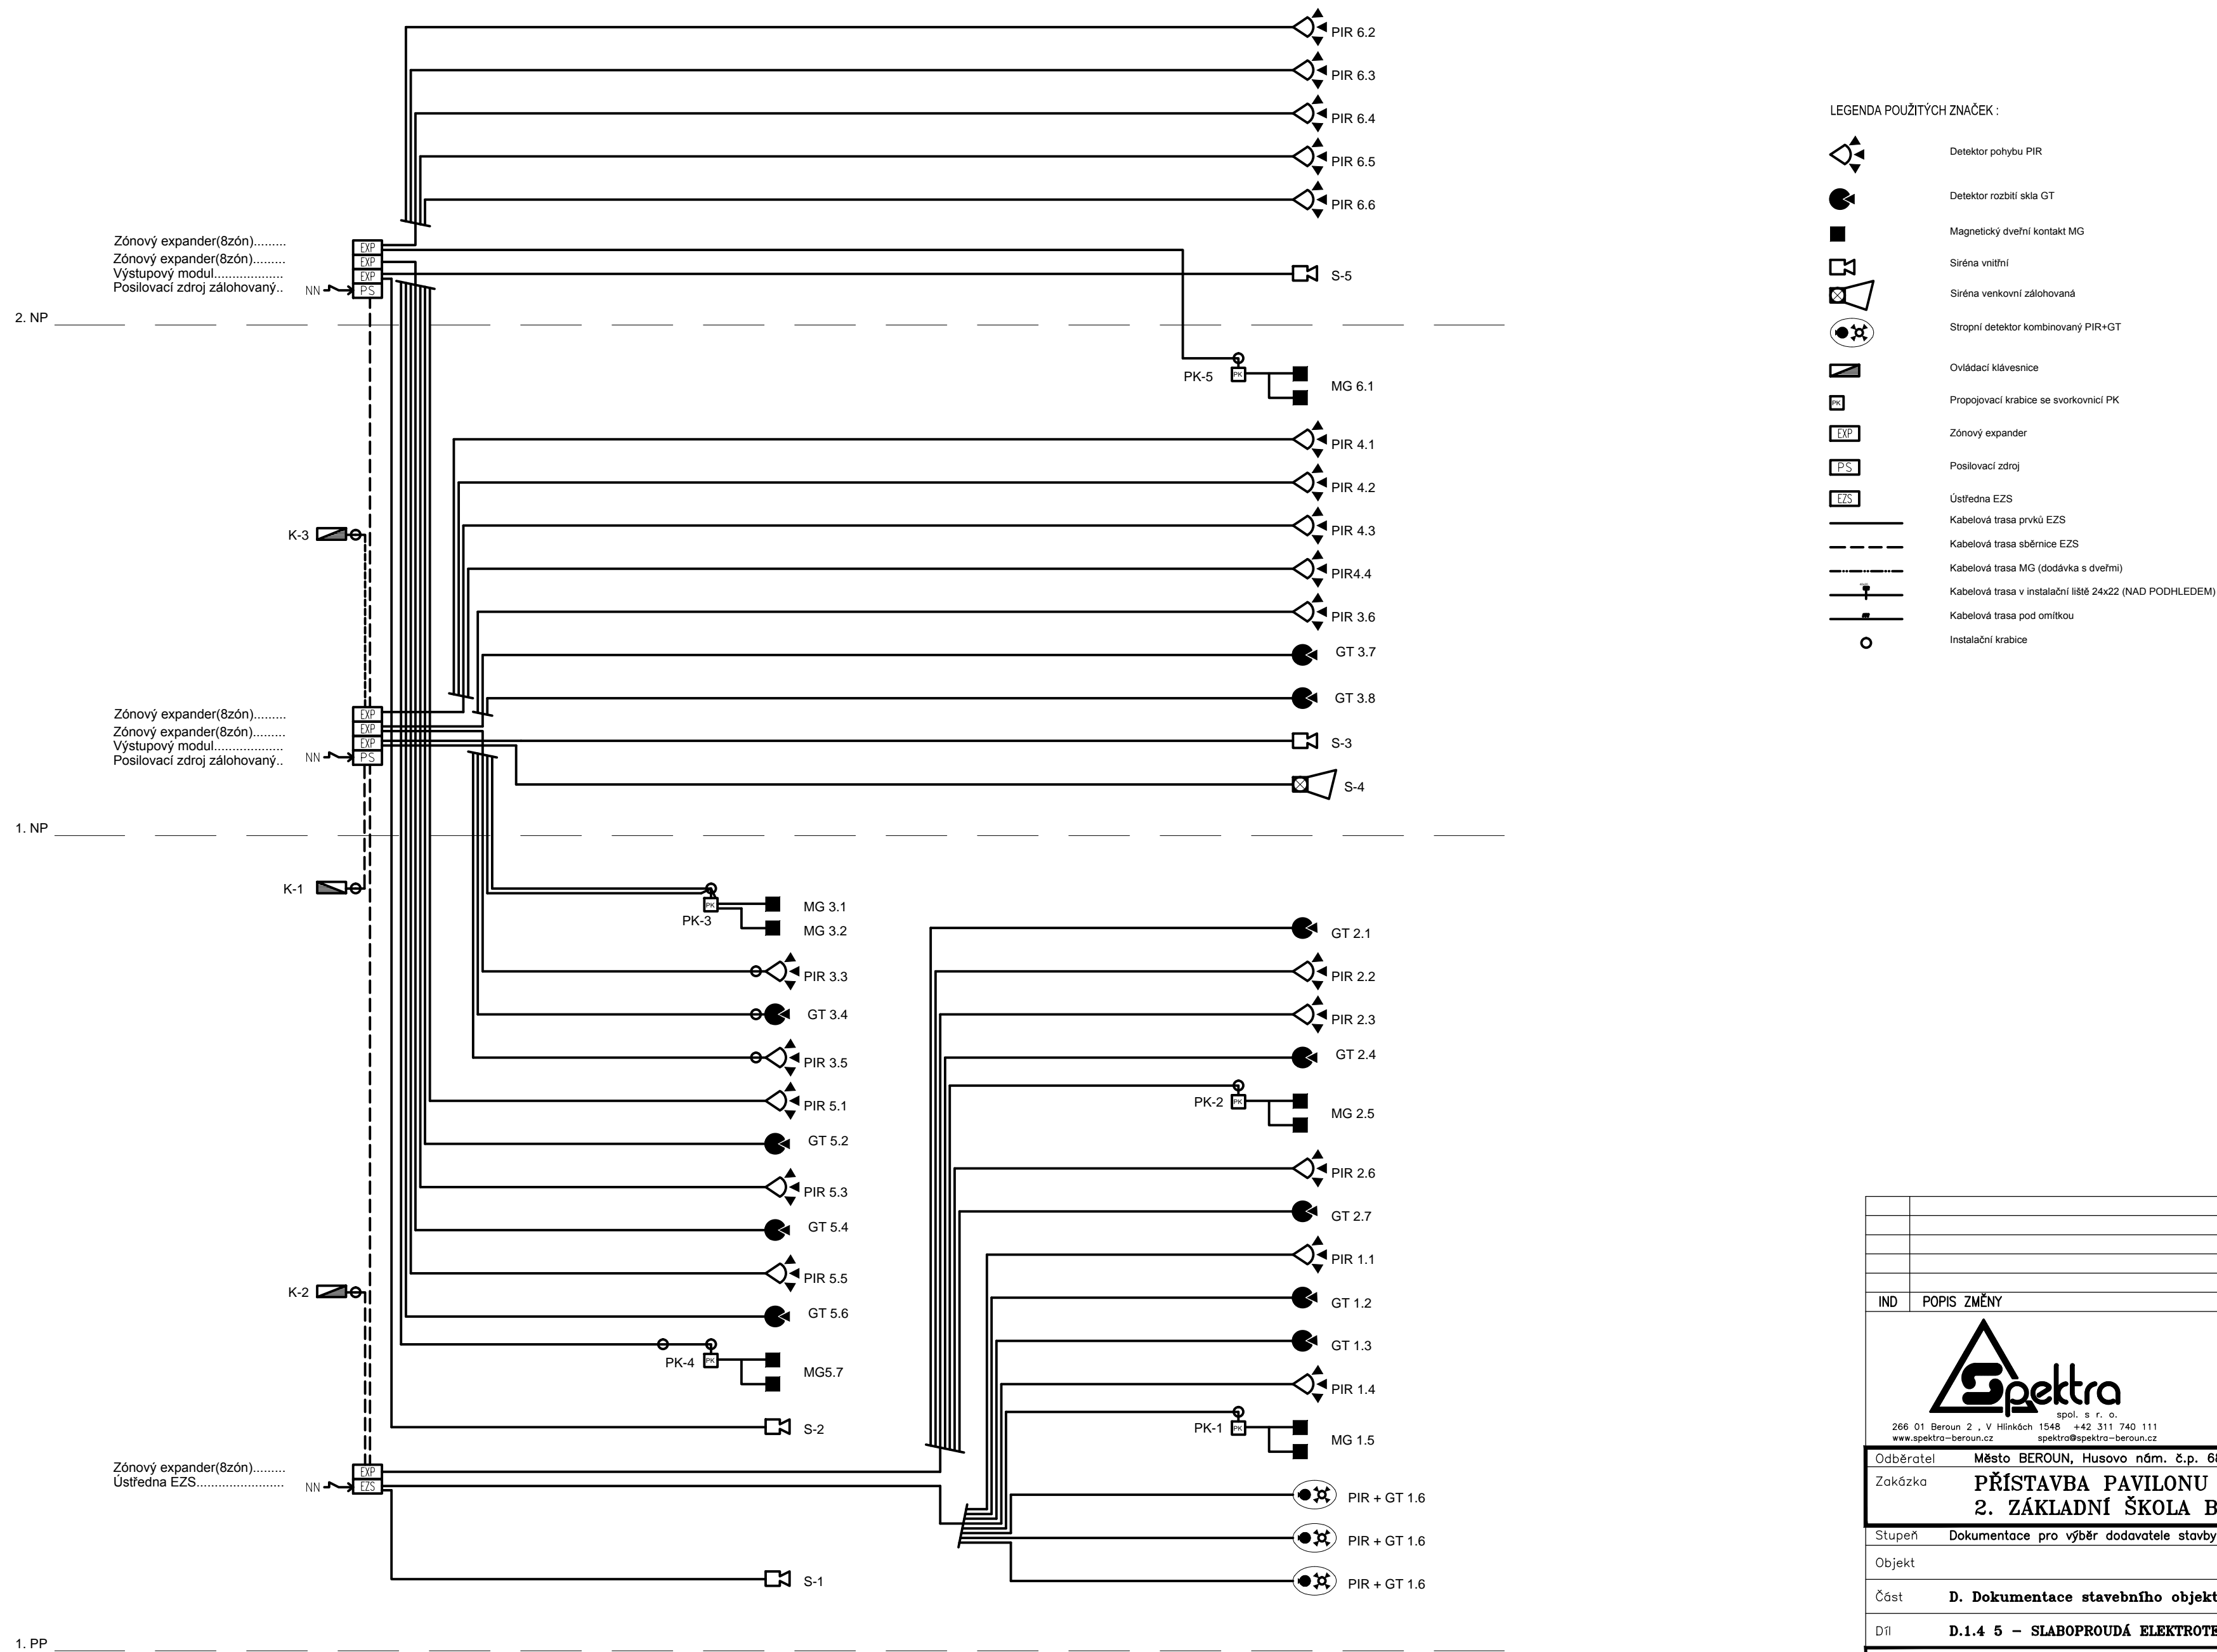 PIR 6.2
PIR 6.3
PIR 6.4
PIR 6.5
PIR 6.6
Zónový expander(8zón).........
Zónový expander(8zón).........
Výstupový modul...................
Posilovací zdroj zálohovaný..
NN
EXP
EXP
EXP
PS
S-5
2. NP
PK-5
PK
MG 6.1
PIR 4.1
PIR 4.2
PIR 4.3
PIR4.4
PIR 3.6
GT 3.7
GT 3.8
K-3
Zónový expander(8zón).........
Zónový expander(8zón).........
Výstupový modul...................
Posilovací zdroj zálohovaný..
NN
EXP
EXP
EXP
PS
S-3
S-4
1. NP
K-1
PK-3
PK
MG 3.1
MG 3.2
PIR 3.3
GT 3.4
PIR 3.5
PIR 5.1
GT 5.2
PIR 5.3
GT 5.4
PIR 5.5
GT 5.6
PK-4
PK
MG5.7
S-2
K-2
GT 2.1
PIR 2.2
PIR 2.3
GT 2.4
PK-2
PK
MG 2.5
PIR 2.6
GT 2.7
PIR 1.1
GT 1.2
GT 1.3
PIR 1.4
PK-1
PK
MG 1.5
PIR + GT 1.6
PIR + GT 1.6
PIR + GT 1.6
Zónový expander(8zón).........
Ústředna EZS........................
NN
EXP
EZS
S-1
1. PP
LEGENDA POUŽITÝCH ZNAČEK :
Detektor pohybu PIR
Detektor rozbití skla GT
Magnetický dveřní kontakt MG
Siréna vnitřní
Siréna venkovní zálohovaná
Stropní detektor kombinovaný PIR+GT
Ovládací klávesnice
PK Propojovací krabice se svorkovnicí PK
EXP Zónový expander
PS Posilovací zdroj
EZS Ústředna EZS
Kabelová trasa prvků EZS
Kabelová trasa sběrnice EZS
Kabelová trasa MG (dodávka s dveřmi)
Kabelová trasa v instalační liště 24x22 (NAD PODHLEDEM)
Kabelová trasa pod omítkou
Instalační krabice
IND POPIS ZMĚNY
Spektra
spol. s r. o.
266 01 Beroun 2 , V Hlinkách 1548 +42 311 740 111
www.spektra-beroun.cz spektra@spektra-beroun.cz
Odběratel Město BEROUN, Husovo nám. č.p. 68
Zakázka PŘÍSTAVBA PAVILONU
2. ZÁKLADNÍ ŠKOLA B
Stupeň Dokumentace pro výběr dodavatele stavby
Objekt
Část D. Dokumentace stavebního objekt
Díl D.1.4 5 - SLABOPROUDÁ ELEKTROTE